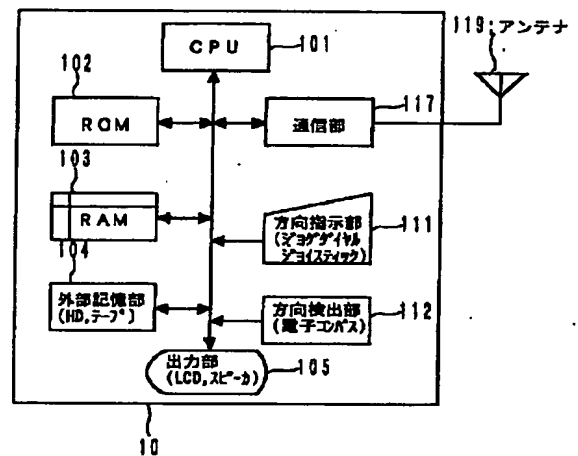 119:アンテナ
CPU
101
102
ROM
通信部
117
103
RAM
方向指示部
(ジョグダイヤル
ジョイスティック)
111
104
外部記憶部
(HD,テープ)
方向検出部
(電子コンパス)
112
出力部
(LCD,スピーカ)
105
10